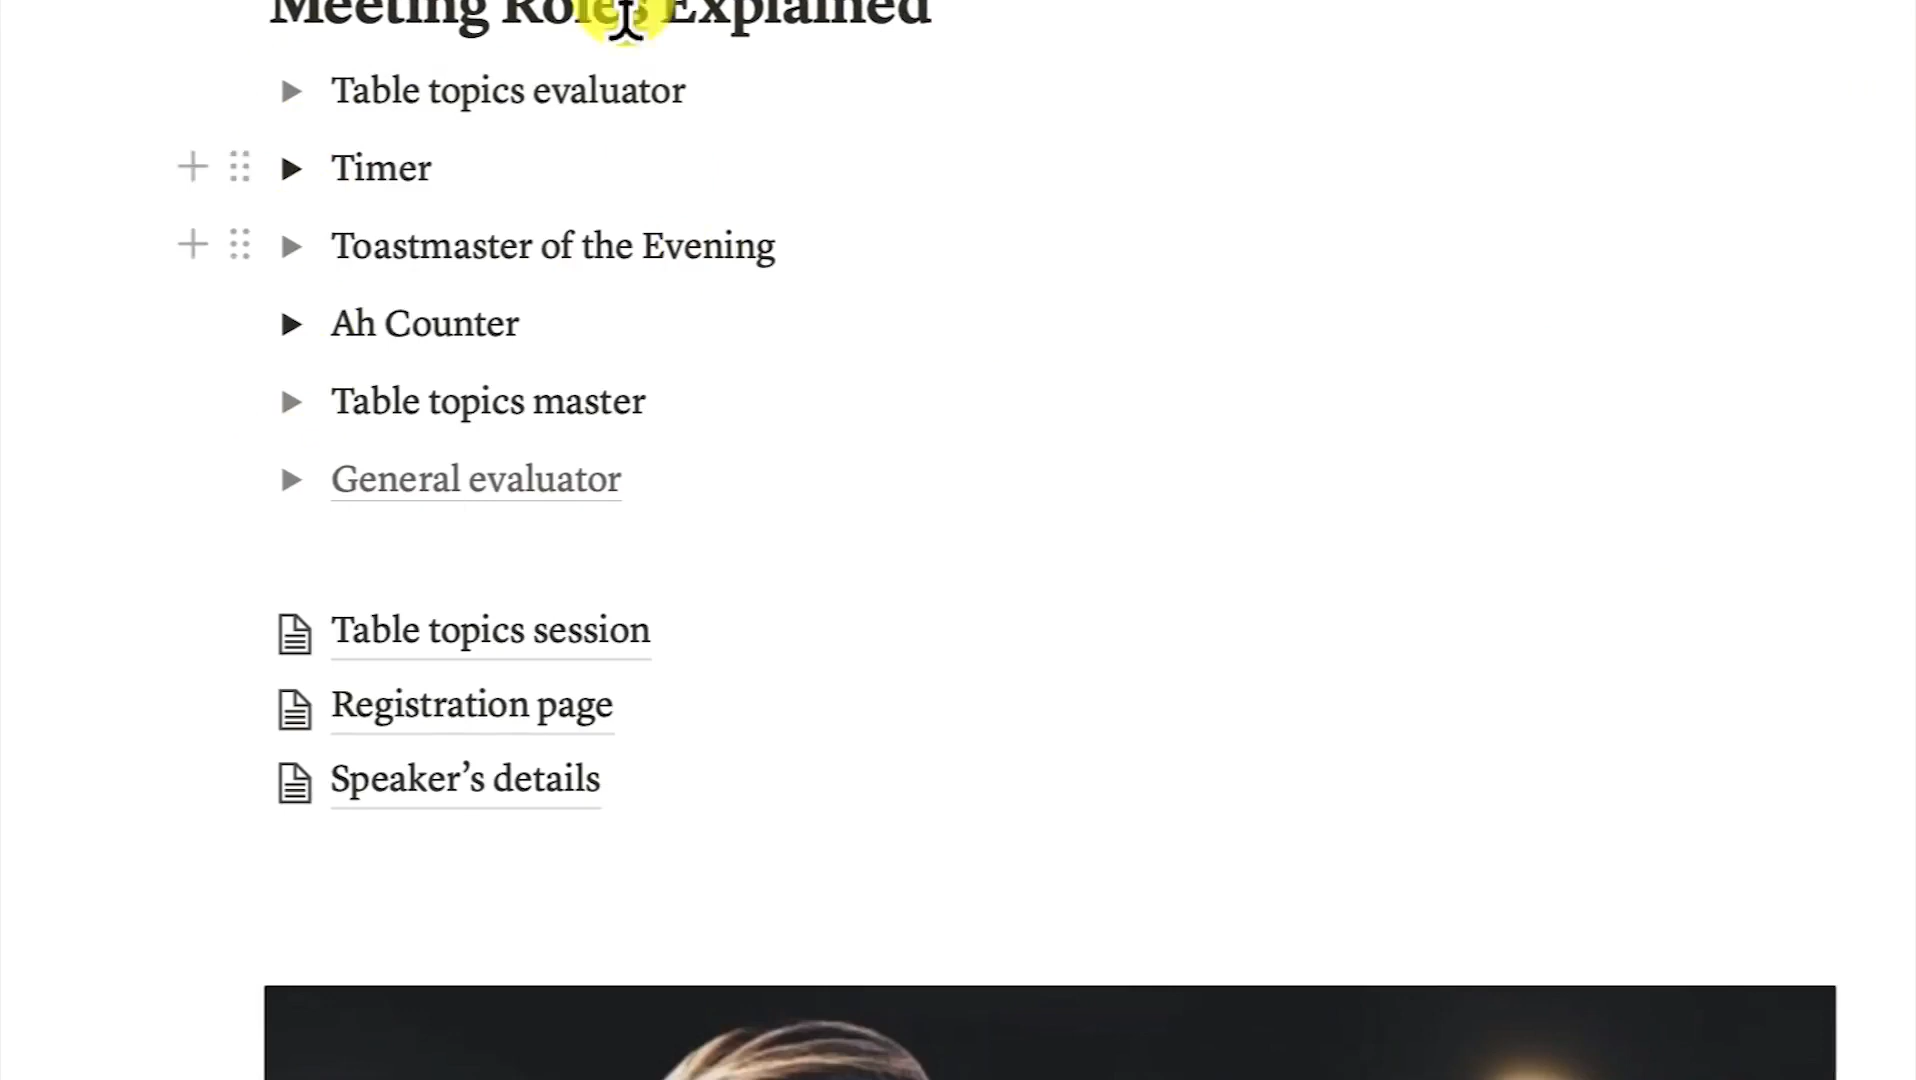 Meeting Roles Explained
Table topics evaluator
Timer
Toastmaster of the Evening
Ah Counter
Table topics master
General evaluator
Table topics session
Registration page
Speaker’s details